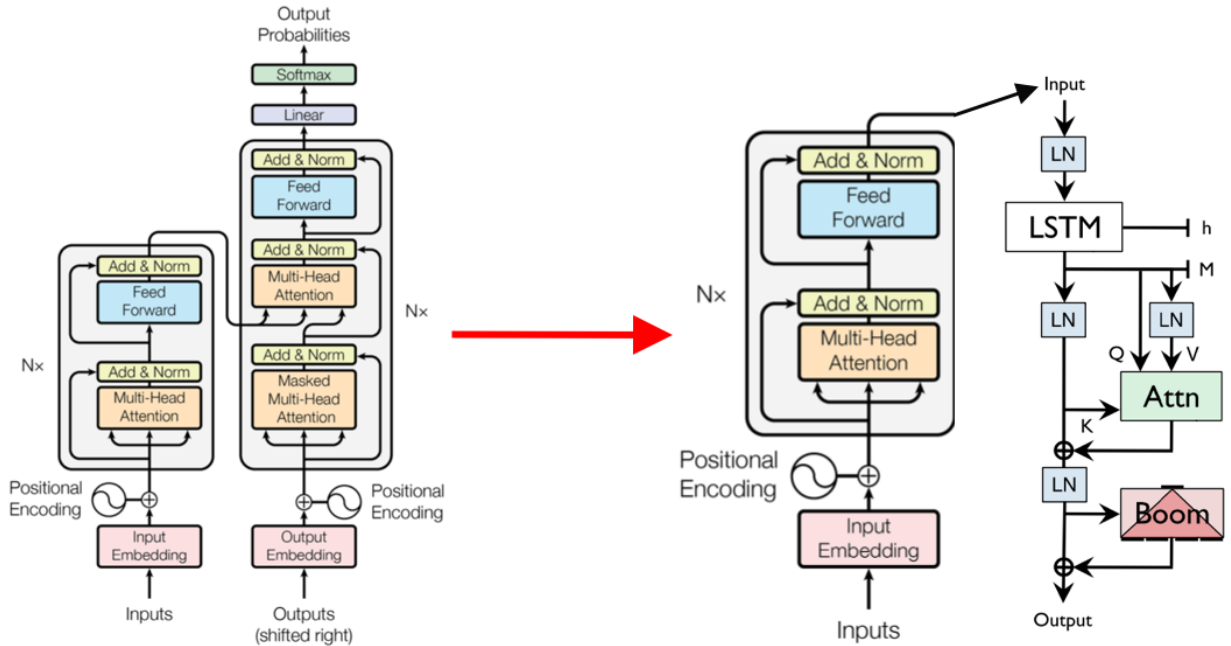 Output
Probabilities
Softmax
Linear
Add & Norm
Feed
Forward
Add & Norm
Multi-Head
Attention
Nx
Add & Norm
Masked
Multi-Head
Attention
Positional
Encoding
Output
Embedding
Outputs
(shifted right)
Add & Norm
Feed
Forward
Nx
Add & Norm
Multi-Head
Attention
Positional
Encoding
Input
Embedding
Inputs
Add & Norm
Feed
Forward
Nx
Add & Norm
Multi-Head
Attention
Positional
Encoding
Input
Embedding
Inputs
Input
LN
LSTM
h
M
LN
LN
Q
V
Attn
K
LN
Boom
Output